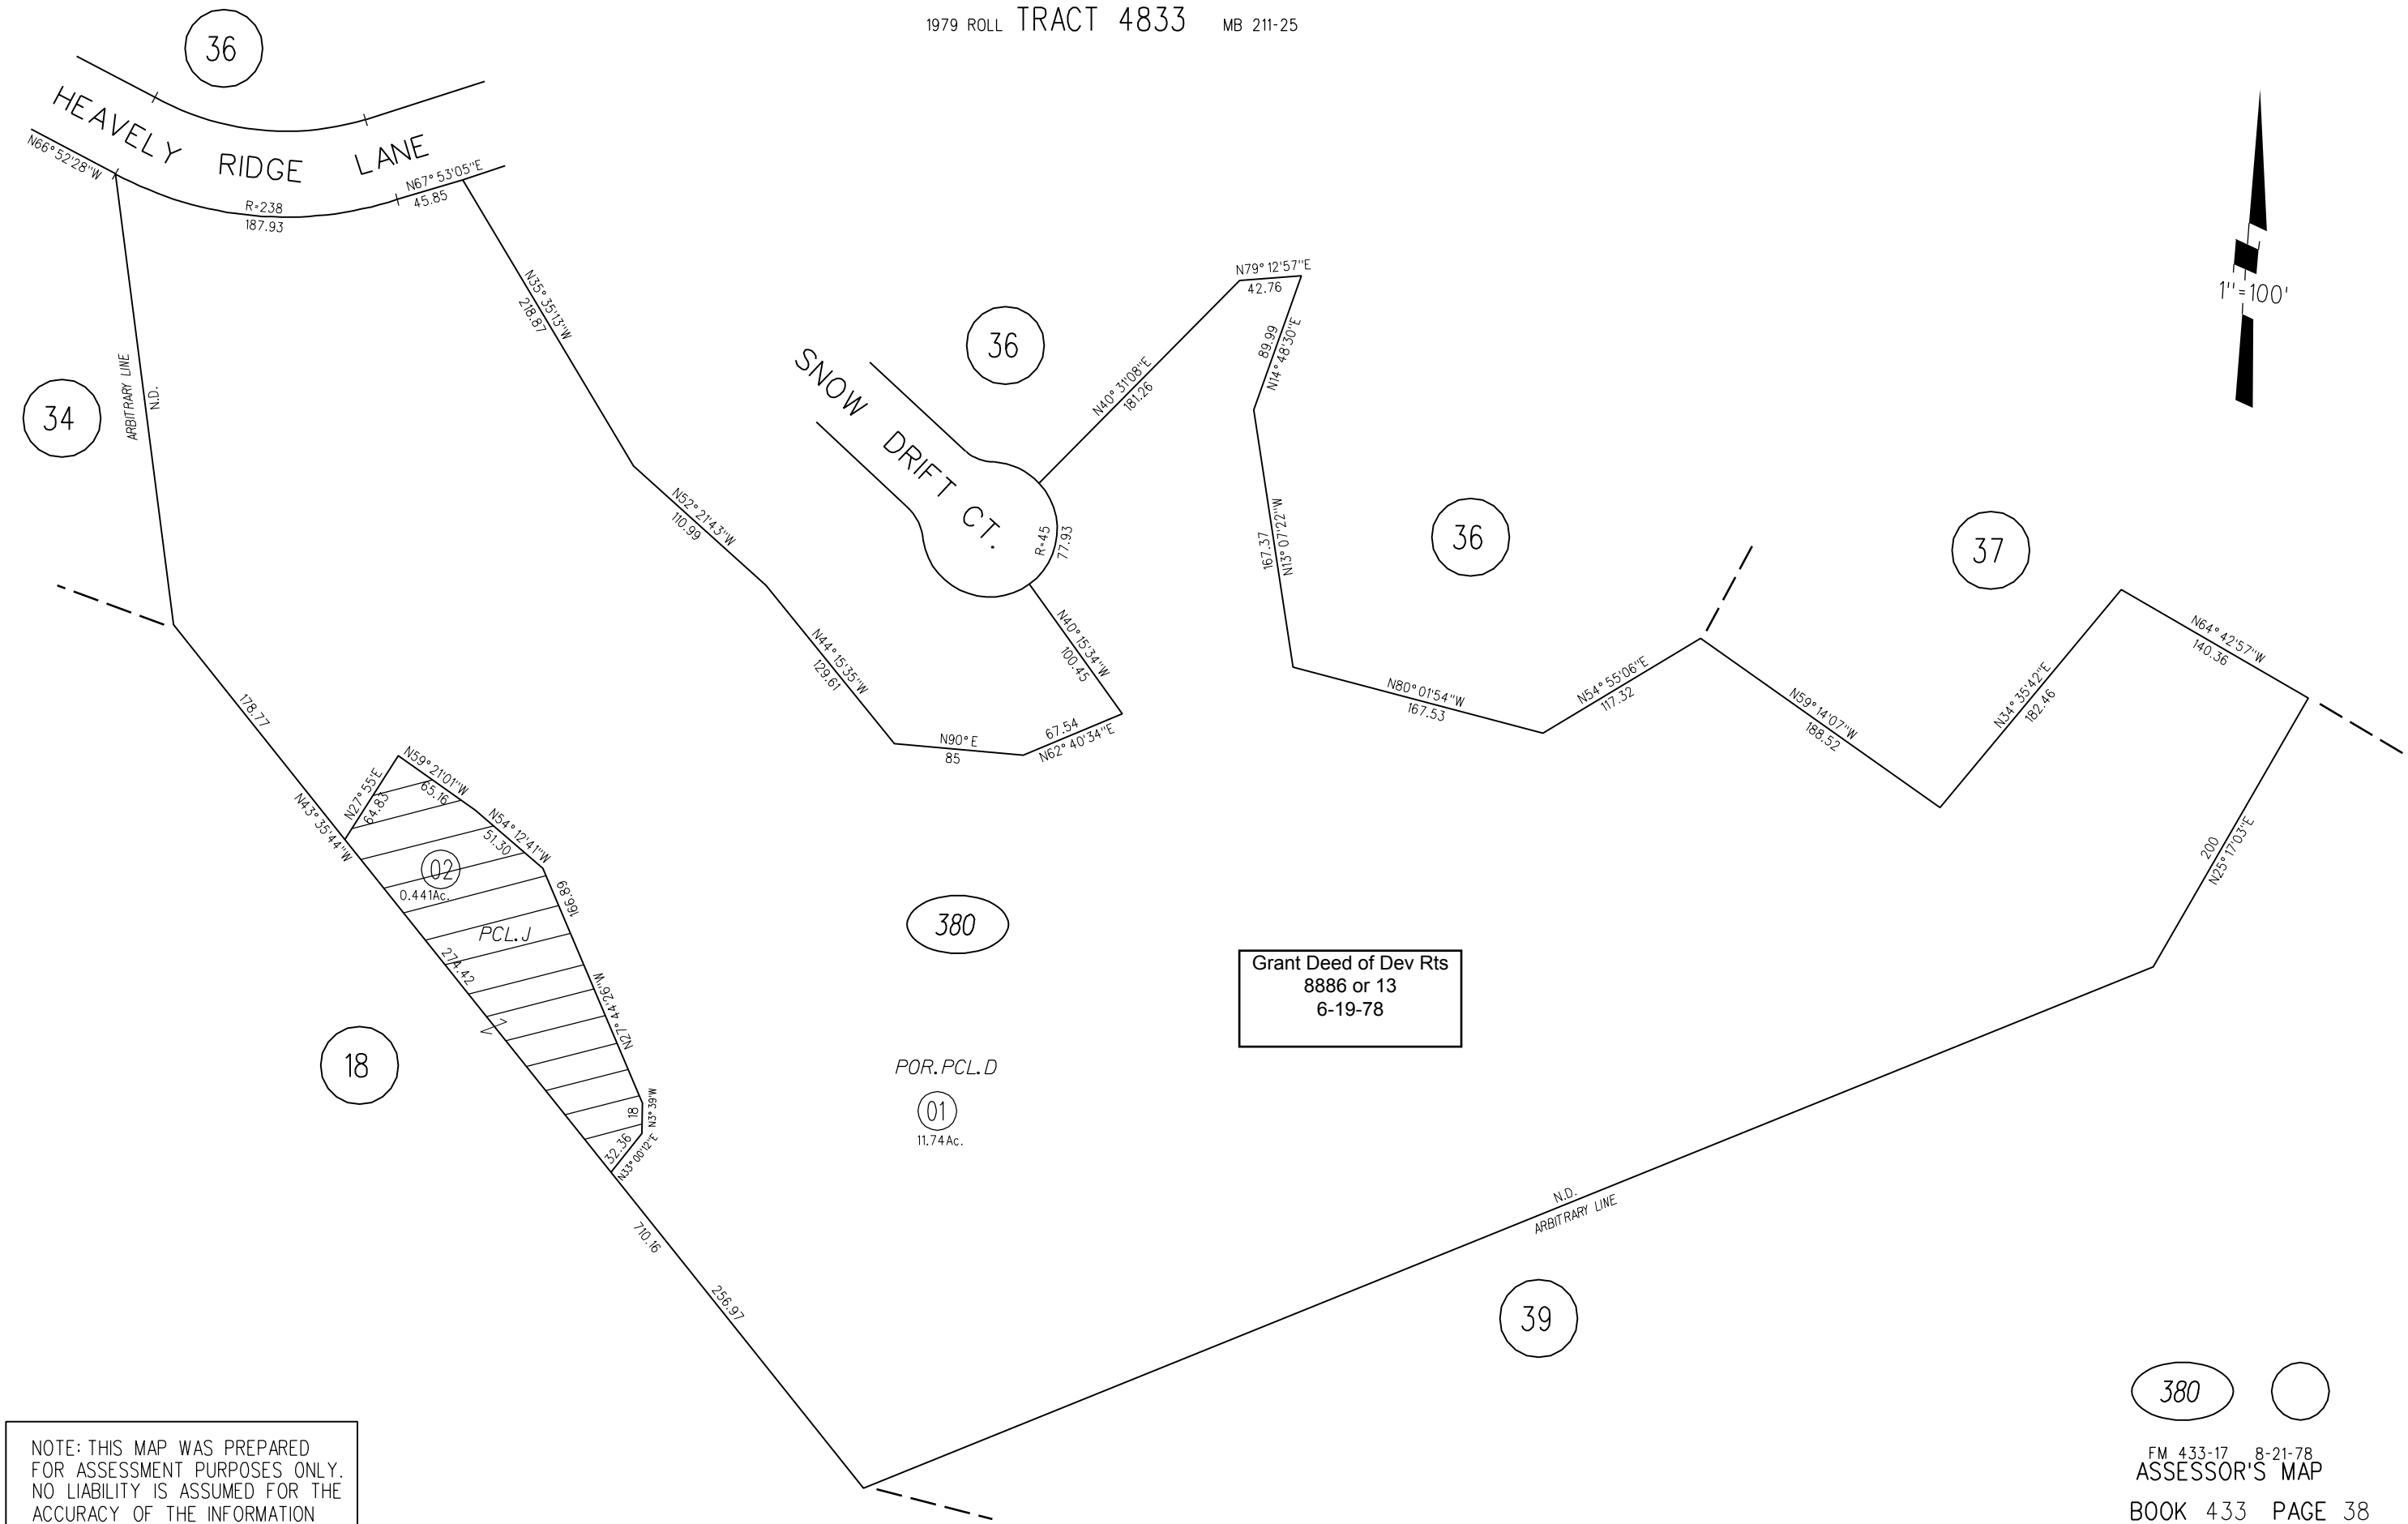 1979 ROLL TRACT 4833 MB 211-25
36
HEAVELY RIDGE LANE
N66°52'28"W
R=238
187.93
N67°53'05"E
45.85
N35°35'13"W
218.87
ARBITRARY LINE
N.D.
34
36
SNOW DRIFT CT.
N79°12'57"E
42.76
89.99
N14°48'30"E
N40°31'08"E
181.26
1"=100'
N52°21'43"W
110.99
R=45
77.93
167.37
N13°07'22"W
36
37
N44°15'35"W
129.61
N40°15'34"W
100.45
N90°E
85
67.54
N62°40'34"E
N80°01'54"W
167.53
N54°55'06"E
117.32
N59°14'07"W
188.52
N34°35'42"E
182.46
N64°42'57"W
140.36
200
N25°17'03"E
178.77
N43°35'44"W
N27°55'E
64.83
N59°21'01"W
65.16
N54°12'41"W
51.30
02
0.441Ac.
166.89
PCL.J
274.42
N27°44'26"W
380
Grant Deed of Dev Rts
8886 or 13
6-19-78
18
POR.PCL.D
01
11.74Ac.
18
N3°39'W
32.36
N33°00'12"E
710.16
256.97
N.D.
ARBITRARY LINE
39
380
FM 433-17 8-21-78
ASSESSOR'S MAP
BOOK 433 PAGE 38
NOTE: THIS MAP WAS PREPARED
FOR ASSESSMENT PURPOSES ONLY.
NO LIABILITY IS ASSUMED FOR THE
ACCURACY OF THE INFORMATION